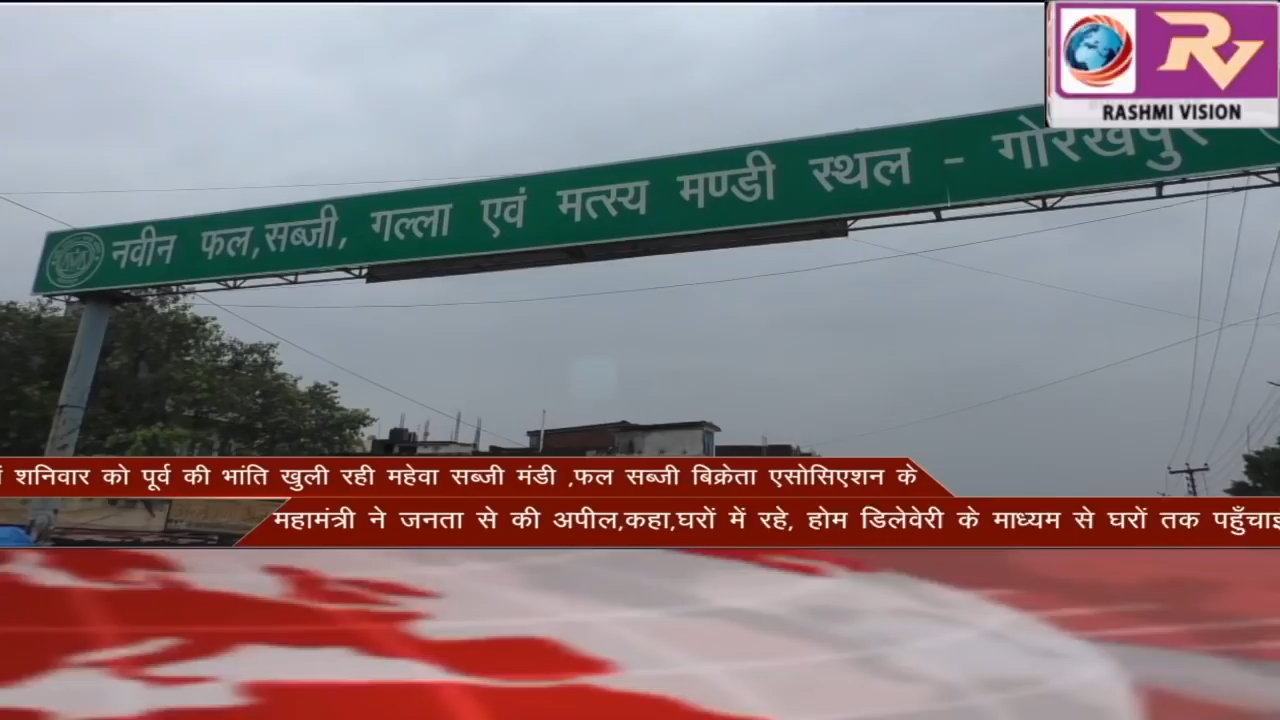 RASHMI VISION
नवीन फल,सब्जी, गल्ला एवं मत्स्य मण्डी स्थल - गोरखपुर
शनिवार को पूर्व की भांति खुली रही महेवा सब्जी मंडी ,फल सब्जी बिक्रेता एसोसिएशन के
महामंत्री ने जनता से की अपील,कहा,घरों में रहे, होम डिलेवेरी के माध्यम से घरों तक